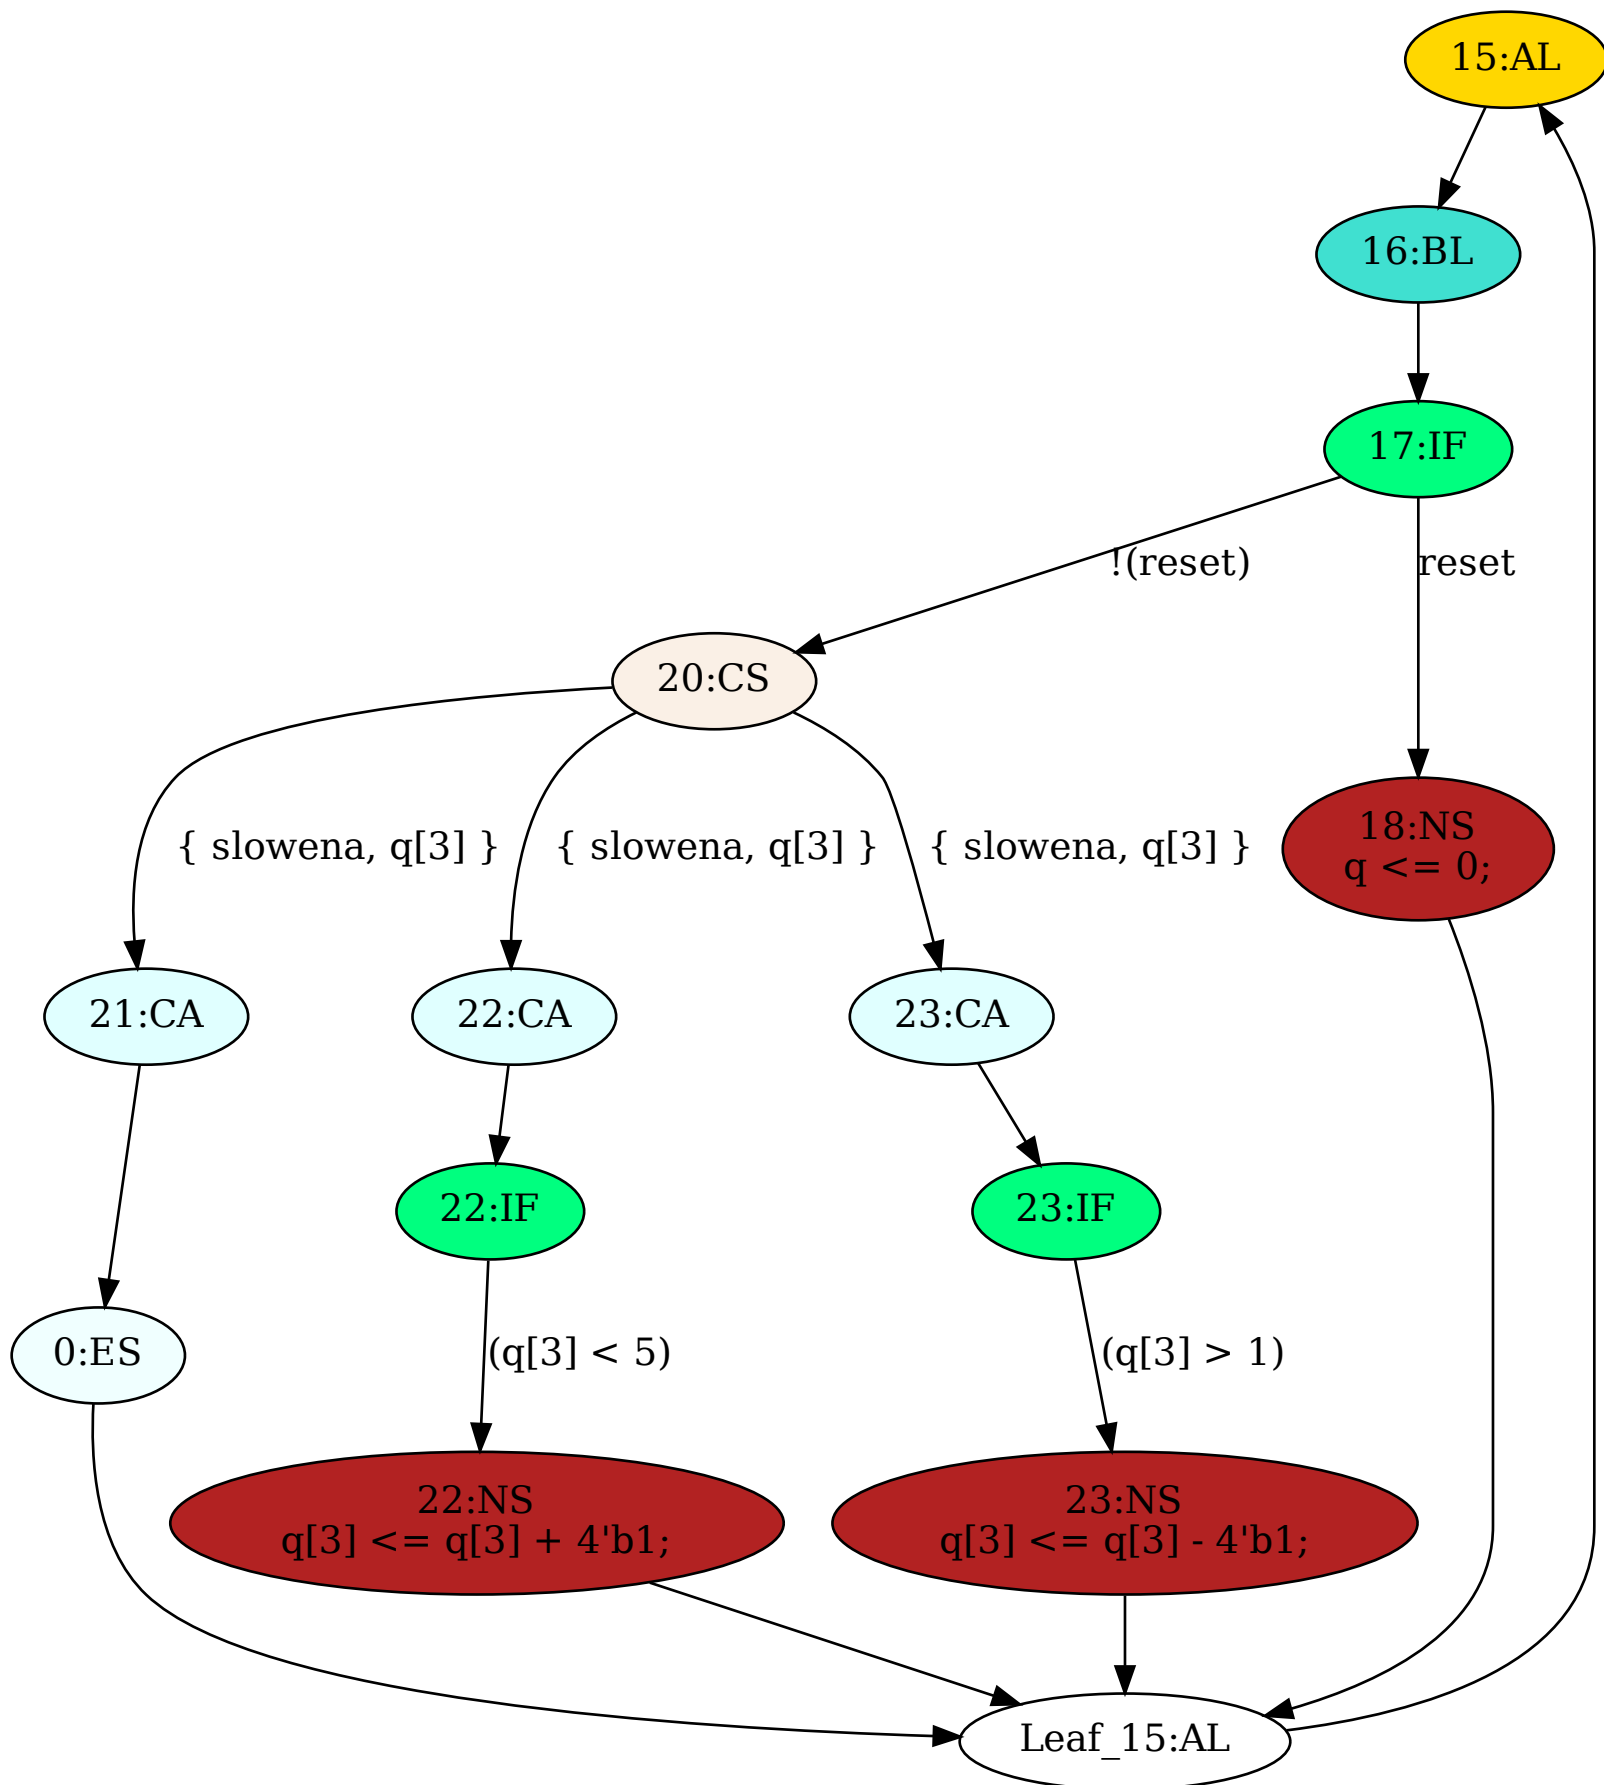 15:AL
16:BL
17:IF
!(reset)
reset
20:CS
{ slowena, q[3] }
{ slowena, q[3] }
{ slowena, q[3] }
18:NS
q <= 0;
21:CA
22:CA
23:CA
22:IF
23:IF
0:ES
(q[3] < 5)
(q[3] > 1)
22:NS
q[3] <= q[3] + 4'b1;
23:NS
q[3] <= q[3] - 4'b1;
Leaf_15:AL